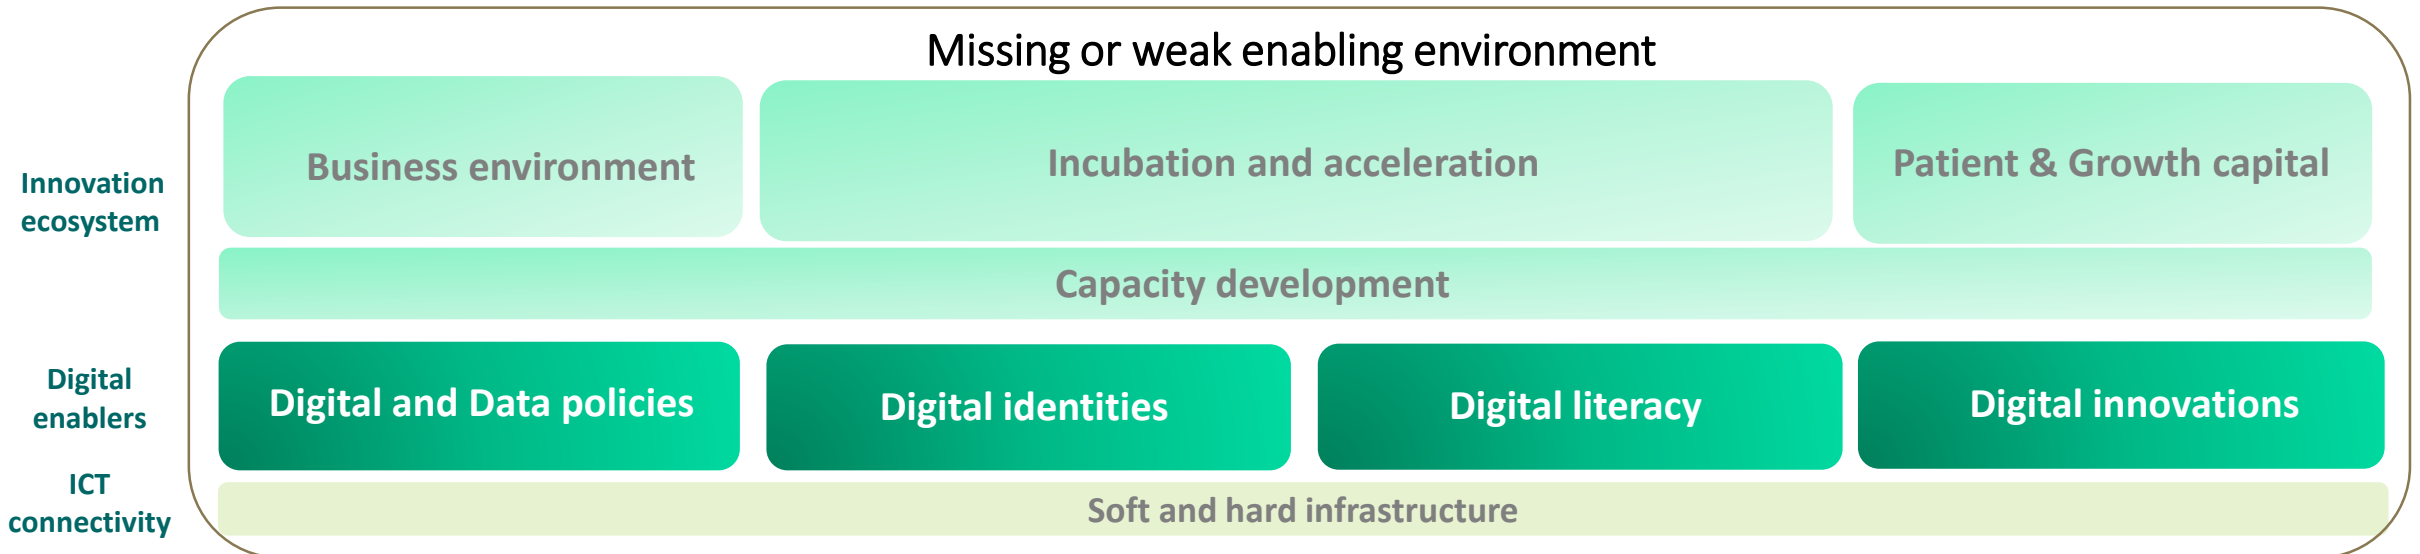 Missing or weak enabling environment
Innovation
ecosystem
Business environment
Incubation and acceleration
Patient & Growth capital
Capacity development
Digital
enablers
Digital and Data policies
Digital identities
Digital literacy
Digital innovations
ICT
connectivity
Soft and hard infrastructure